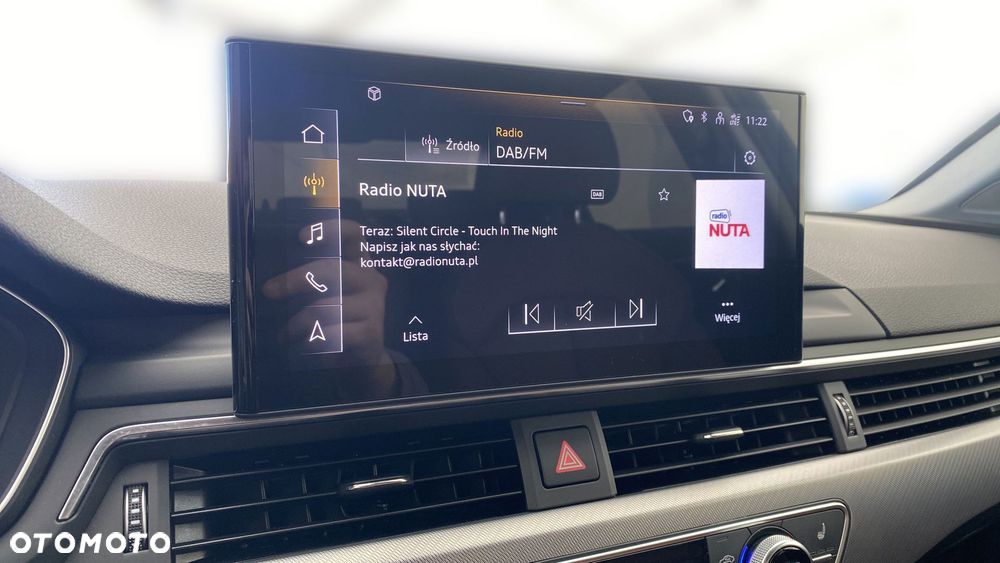 11:22
Źródło
Radio
DAB/FM
Radio NUTA
DAB
radio
NUTA
Teraz: Silent Circle - Touch In The Night
Napisz jak nas słychać:
kontakt@radionuta.pl
Lista
Więcej
OTOMOTO